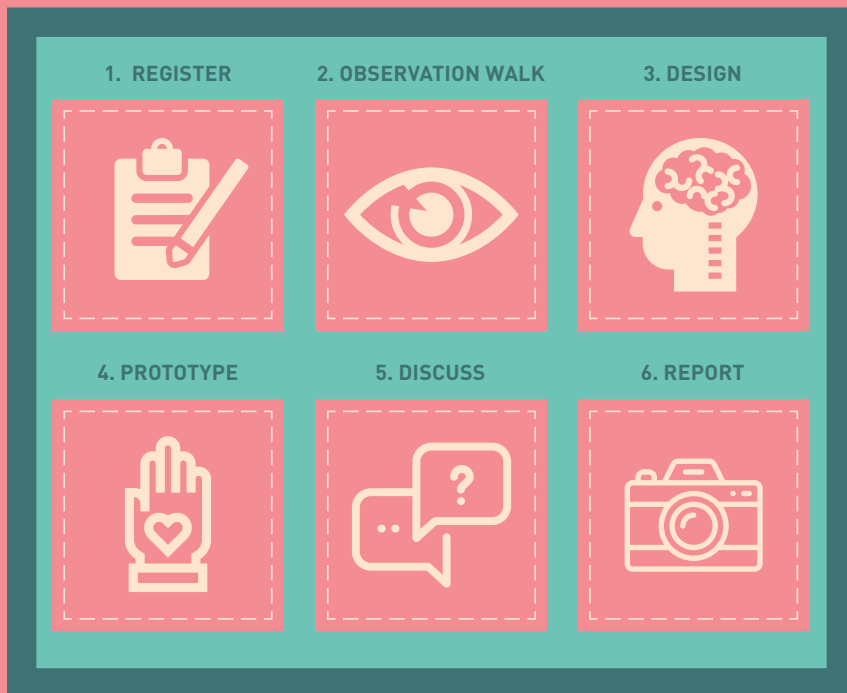 1. REGISTER
2. OBSERVATION WALK
3. DESIGN
?
4. PROTOTYPE
5. DISCUSS
6. REPORT